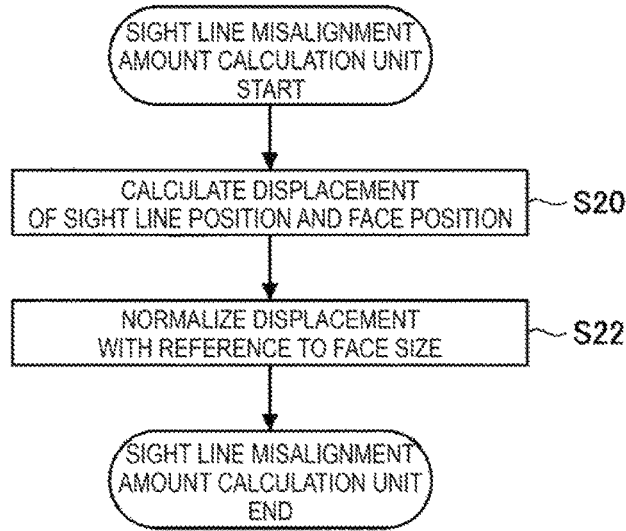 SIGHT LINE MISALIGNMENT
AMOUNT CALCULATION UNIT
START
CALCULATE DISPLACEMENT
OF SIGHT LINE POSITION AND FACE POSITION
S20
NORMALIZE DISPLACEMENT
WITH REFERENCE TO FACE SIZE
S22
SIGHT LINE MISALIGNMENT
AMOUNT CALCULATION UNIT
END